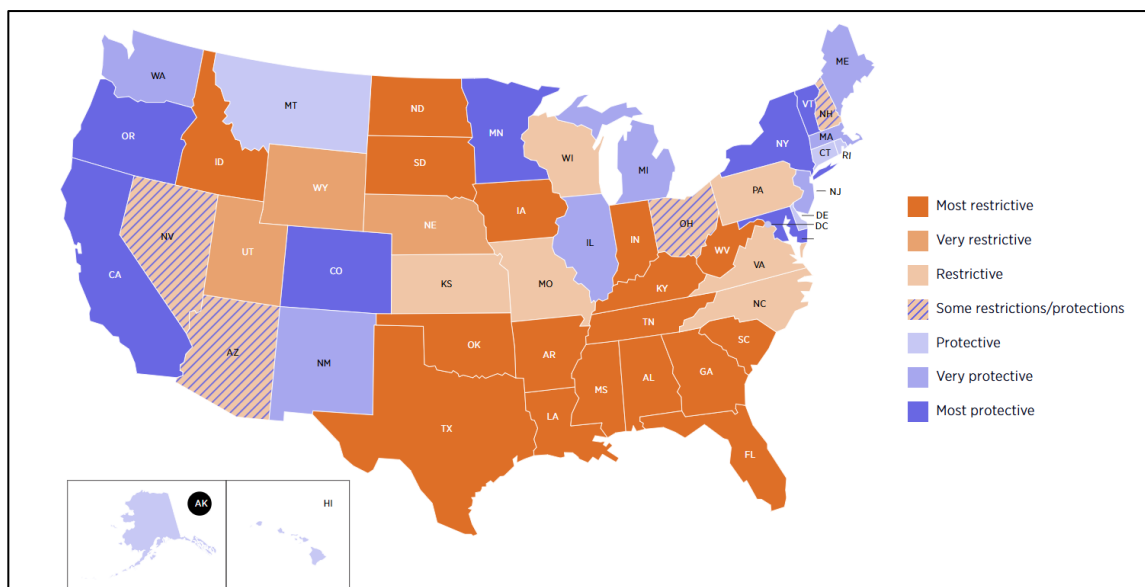 ME
WA
VT
ND
MT
NH
MN
OR
MA
NY
SD
WI
CT
RI
ID
MI
WY
PA
NJ
Most restrictive
IA
NE
DE
OH
DC
NV
IN
IL
Very restrictive
UT
WV
CO
VA
CA
KS
MO
Restrictive
KY
NC
Some restrictions/protections
TN
OK
SC
Protective
AZ
AR
NM
GA
MS
AL
Very protective
LA
Most protective
TX
FL
AK
HI